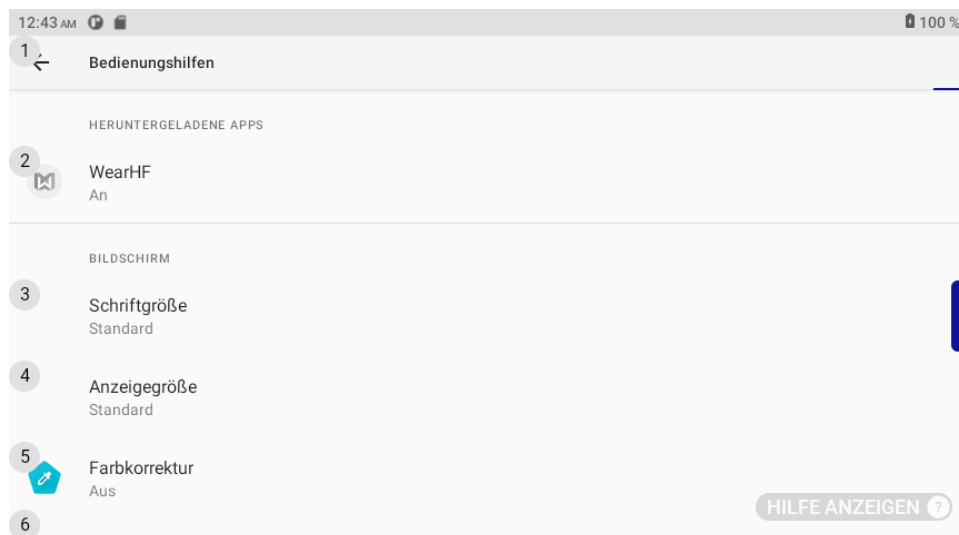 12:43 AM 100 %
1
Bedienungshilfen
HERUNTERGELADENE APPS
2
WearHF
An
BILDSCHIRM
3
Schriftgröße
Standard
4
Anzeigegröße
Standard
5
Farbkorrektur
Aus
HILFE ANZEIGEN ?
6